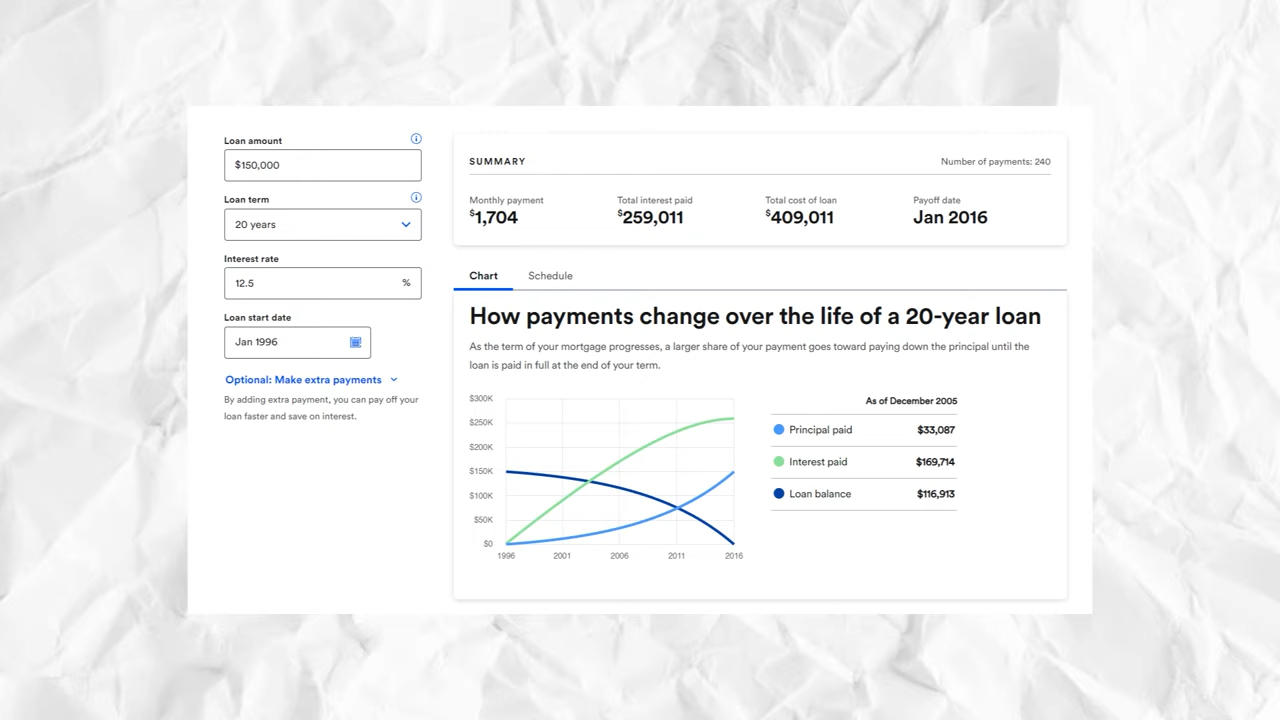 Loan amount
$150,000
Loan term
20 years
Interest rate
12.5 %
Loan start date
Jan 1996
Optional: Make extra payments
By adding extra payment, you can pay off your
loan faster and save on interest.
SUMMARY
Number of payments: 240
Monthly payment
$1,704
Total interest paid
$259,011
Total cost of loan
$409,011
Payoff date
Jan 2016
Chart
Schedule
How payments change over the life of a 20-year loan
As the term of your mortgage progresses, a larger share of your payment goes toward paying down the principal until the
loan is paid in full at the end of your term.
$300K
$250K
$200K
$150K
$100K
$50K
$0
1996 2001 2006 2011 2016
As of December 2005
Principal paid $33,087
Interest paid $169,714
Loan balance $116,913